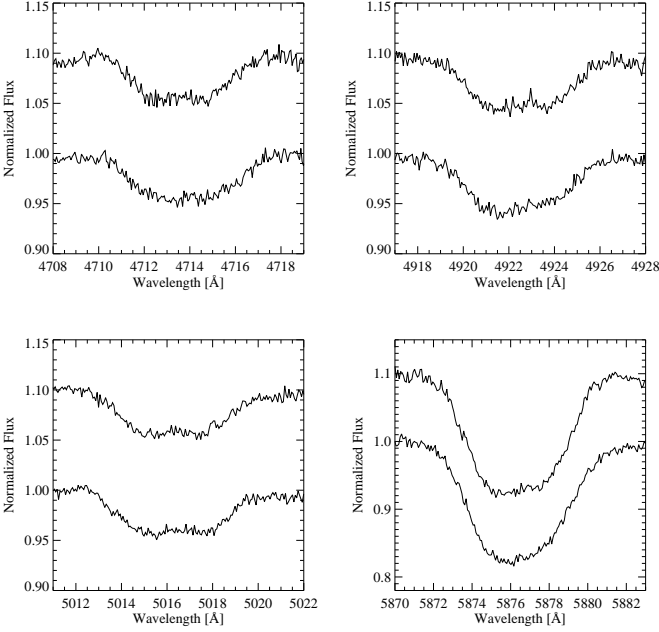 1.15
1.10
1.05
1.00
0.95
0.90
Normalized Flux
4708 4710 4712 4714 4716 4718
Wavelength [Å]
1.15
1.10
1.05
1.00
0.95
0.90
Normalized Flux
4918 4920 4922 4924 4926 4928
Wavelength [Å]
1.15
1.10
1.05
1.00
0.95
0.90
Normalized Flux
5012 5014 5016 5018 5020 5022
Wavelength [Å]
1.1
1.0
0.9
0.8
Normalized Flux
5870 5872 5874 5876 5878 5880 5882
Wavelength [Å]